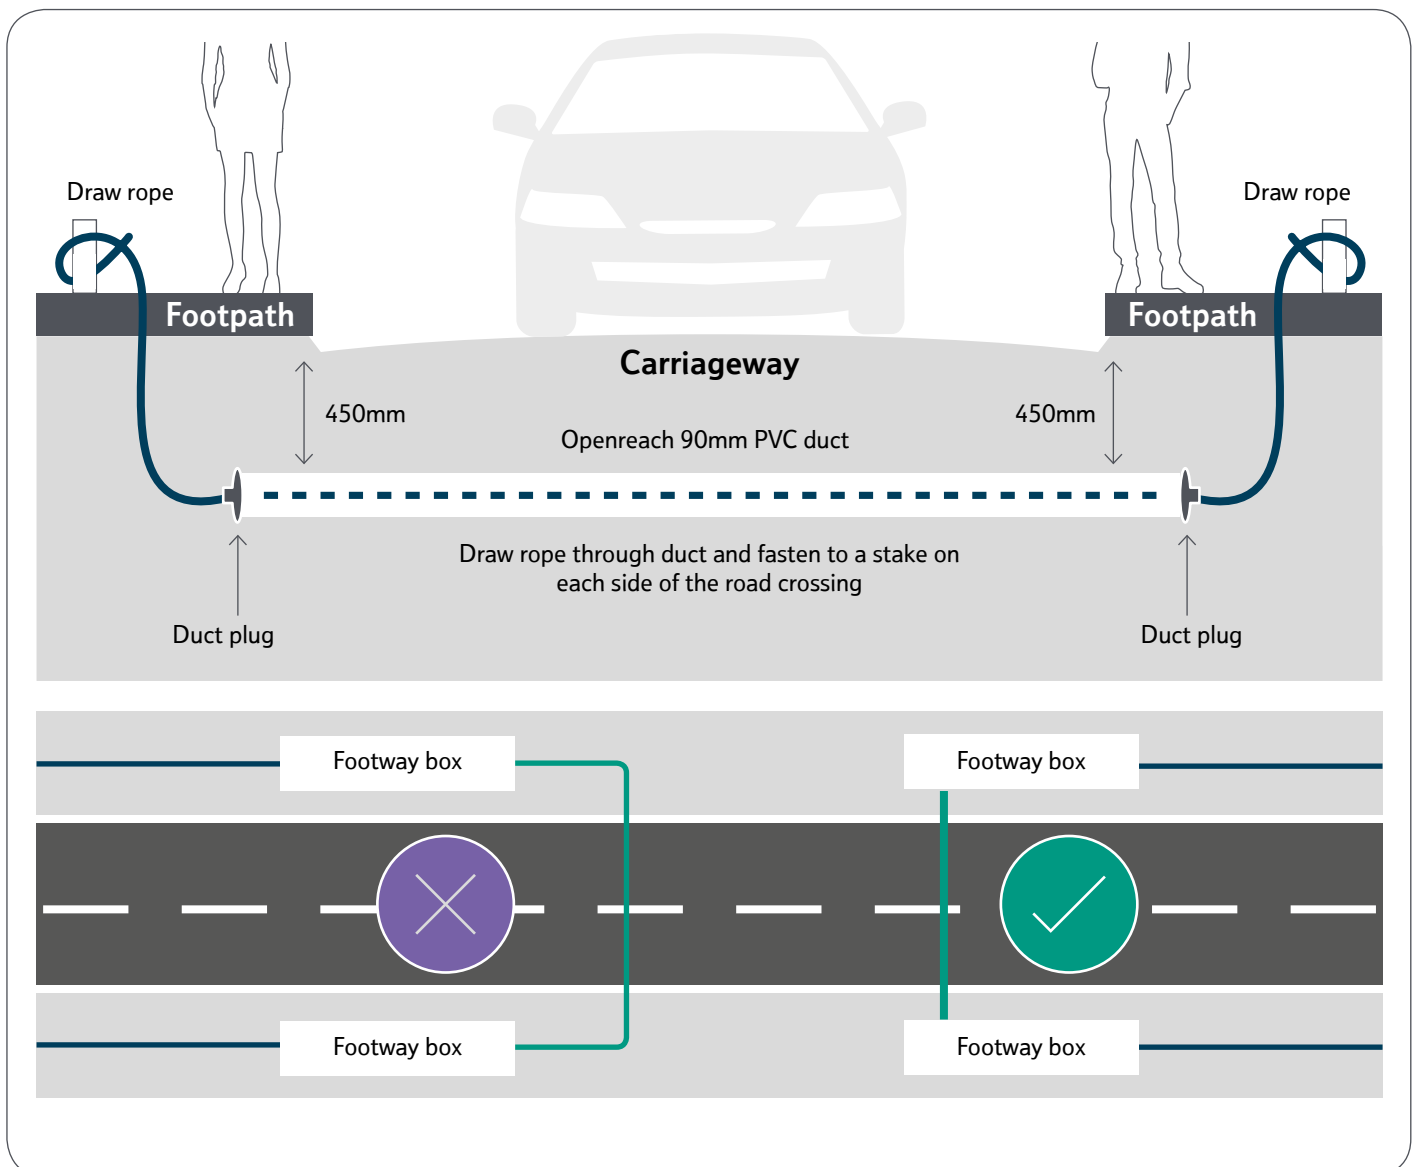 Draw rope
Draw rope
Footpath
Footpath
Carriageway
450mm
450mm
Openreach 90mm PVC duct
Draw rope through duct and fasten to a stake on
each side of the road crossing
Duct plug
Duct plug
Footway box
Footway box
Footway box
Footway box